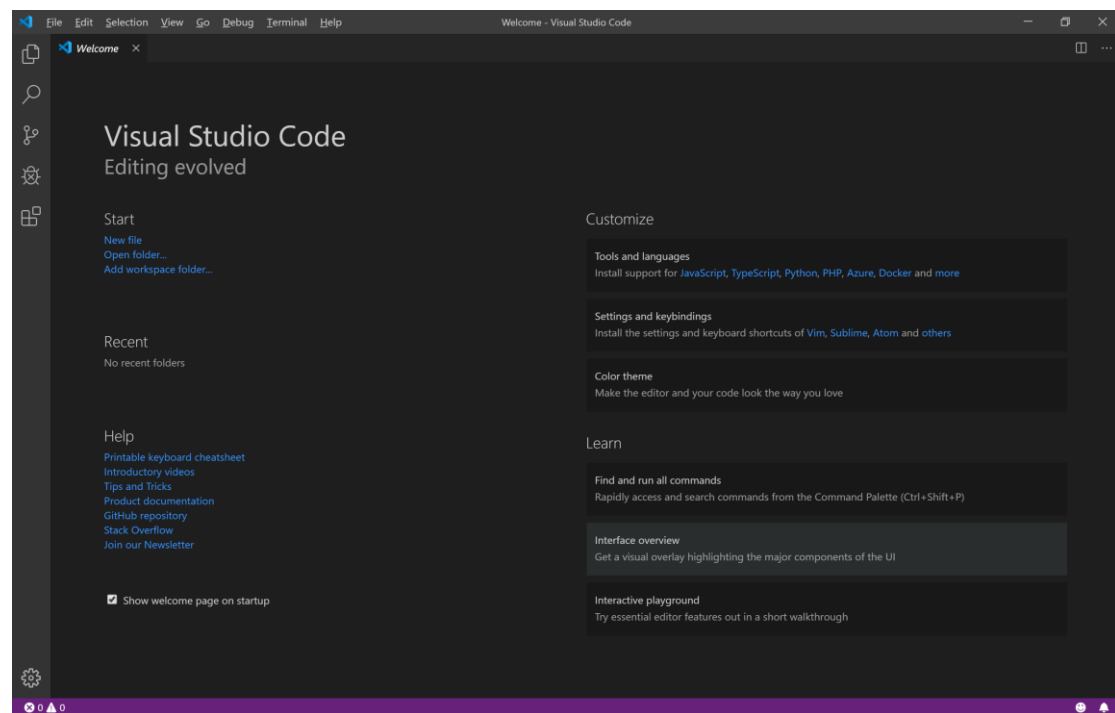 File Edit Selection View Go Debug Terminal Help
Welcome - Visual Studio Code
Welcome
Visual Studio Code
Editing evolved
Start
New file
Open folder...
Add workspace folder...
Recent
No recent folders
Help
Printable keyboard cheatsheet
Introductory videos
Tips and Tricks
Product documentation
GitHub repository
Stack Overflow
Join our Newsletter
Show welcome page on startup
Customize
Tools and languages
Install support for JavaScript, TypeScript, Python, PHP, Azure, Docker and more
Settings and keybindings
Install the settings and keyboard shortcuts of Vim, Sublime, Atom and others
Color theme
Make the editor and your code look the way you love
Learn
Find and run all commands
Rapidly access and search commands from the Command Palette (Ctrl+Shift+P)
Interface overview
Get a visual overlay highlighting the major components of the UI
Interactive playground
Try essential editor features out in a short walkthrough
0 0